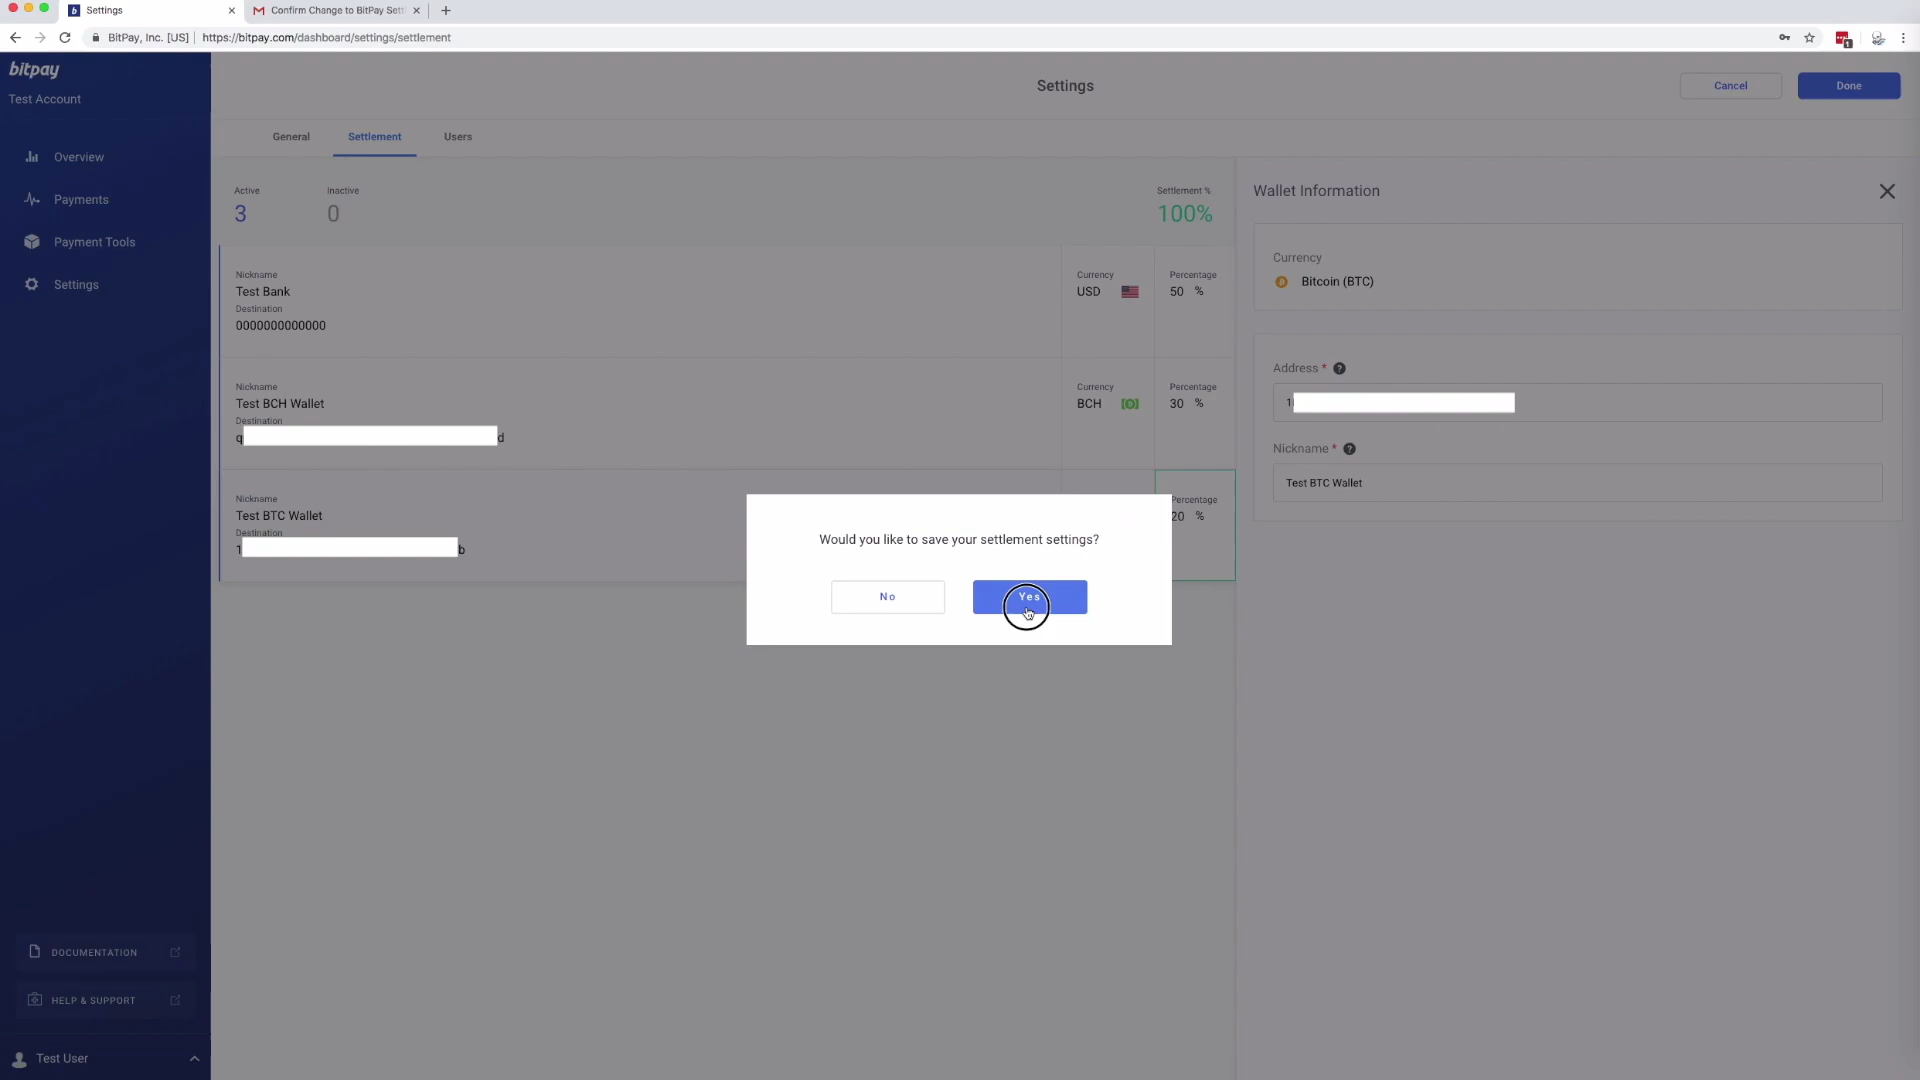 Settings
Confirm Change to BitPay Sett
BitPay, Inc. [US]
https://bitpay.com/dashboard/settings/settlement
1
bitpay
Test Account
Overview
Payments
Payment Tools
Settings
DOCUMENTATION
HELP & SUPPORT
Test User
Settings
Cancel
Done
General
Settlement
Users
Active
3
Inactive
0
Settlement %
100%
Nickname
Test Bank
Destination
0000000000000
Currency
USD
Percentage
50 %
Nickname
Test BCH Wallet
Destination
q d
Currency
BCH
Percentage
30 %
Nickname
Test BTC Wallet
Destination
1 b
Percentage
20 %
Would you like to save your settlement settings?
No
Yes
Wallet Information
Currency
Bitcoin (BTC)
Address * ?
1
Nickname * ?
Test BTC Wallet